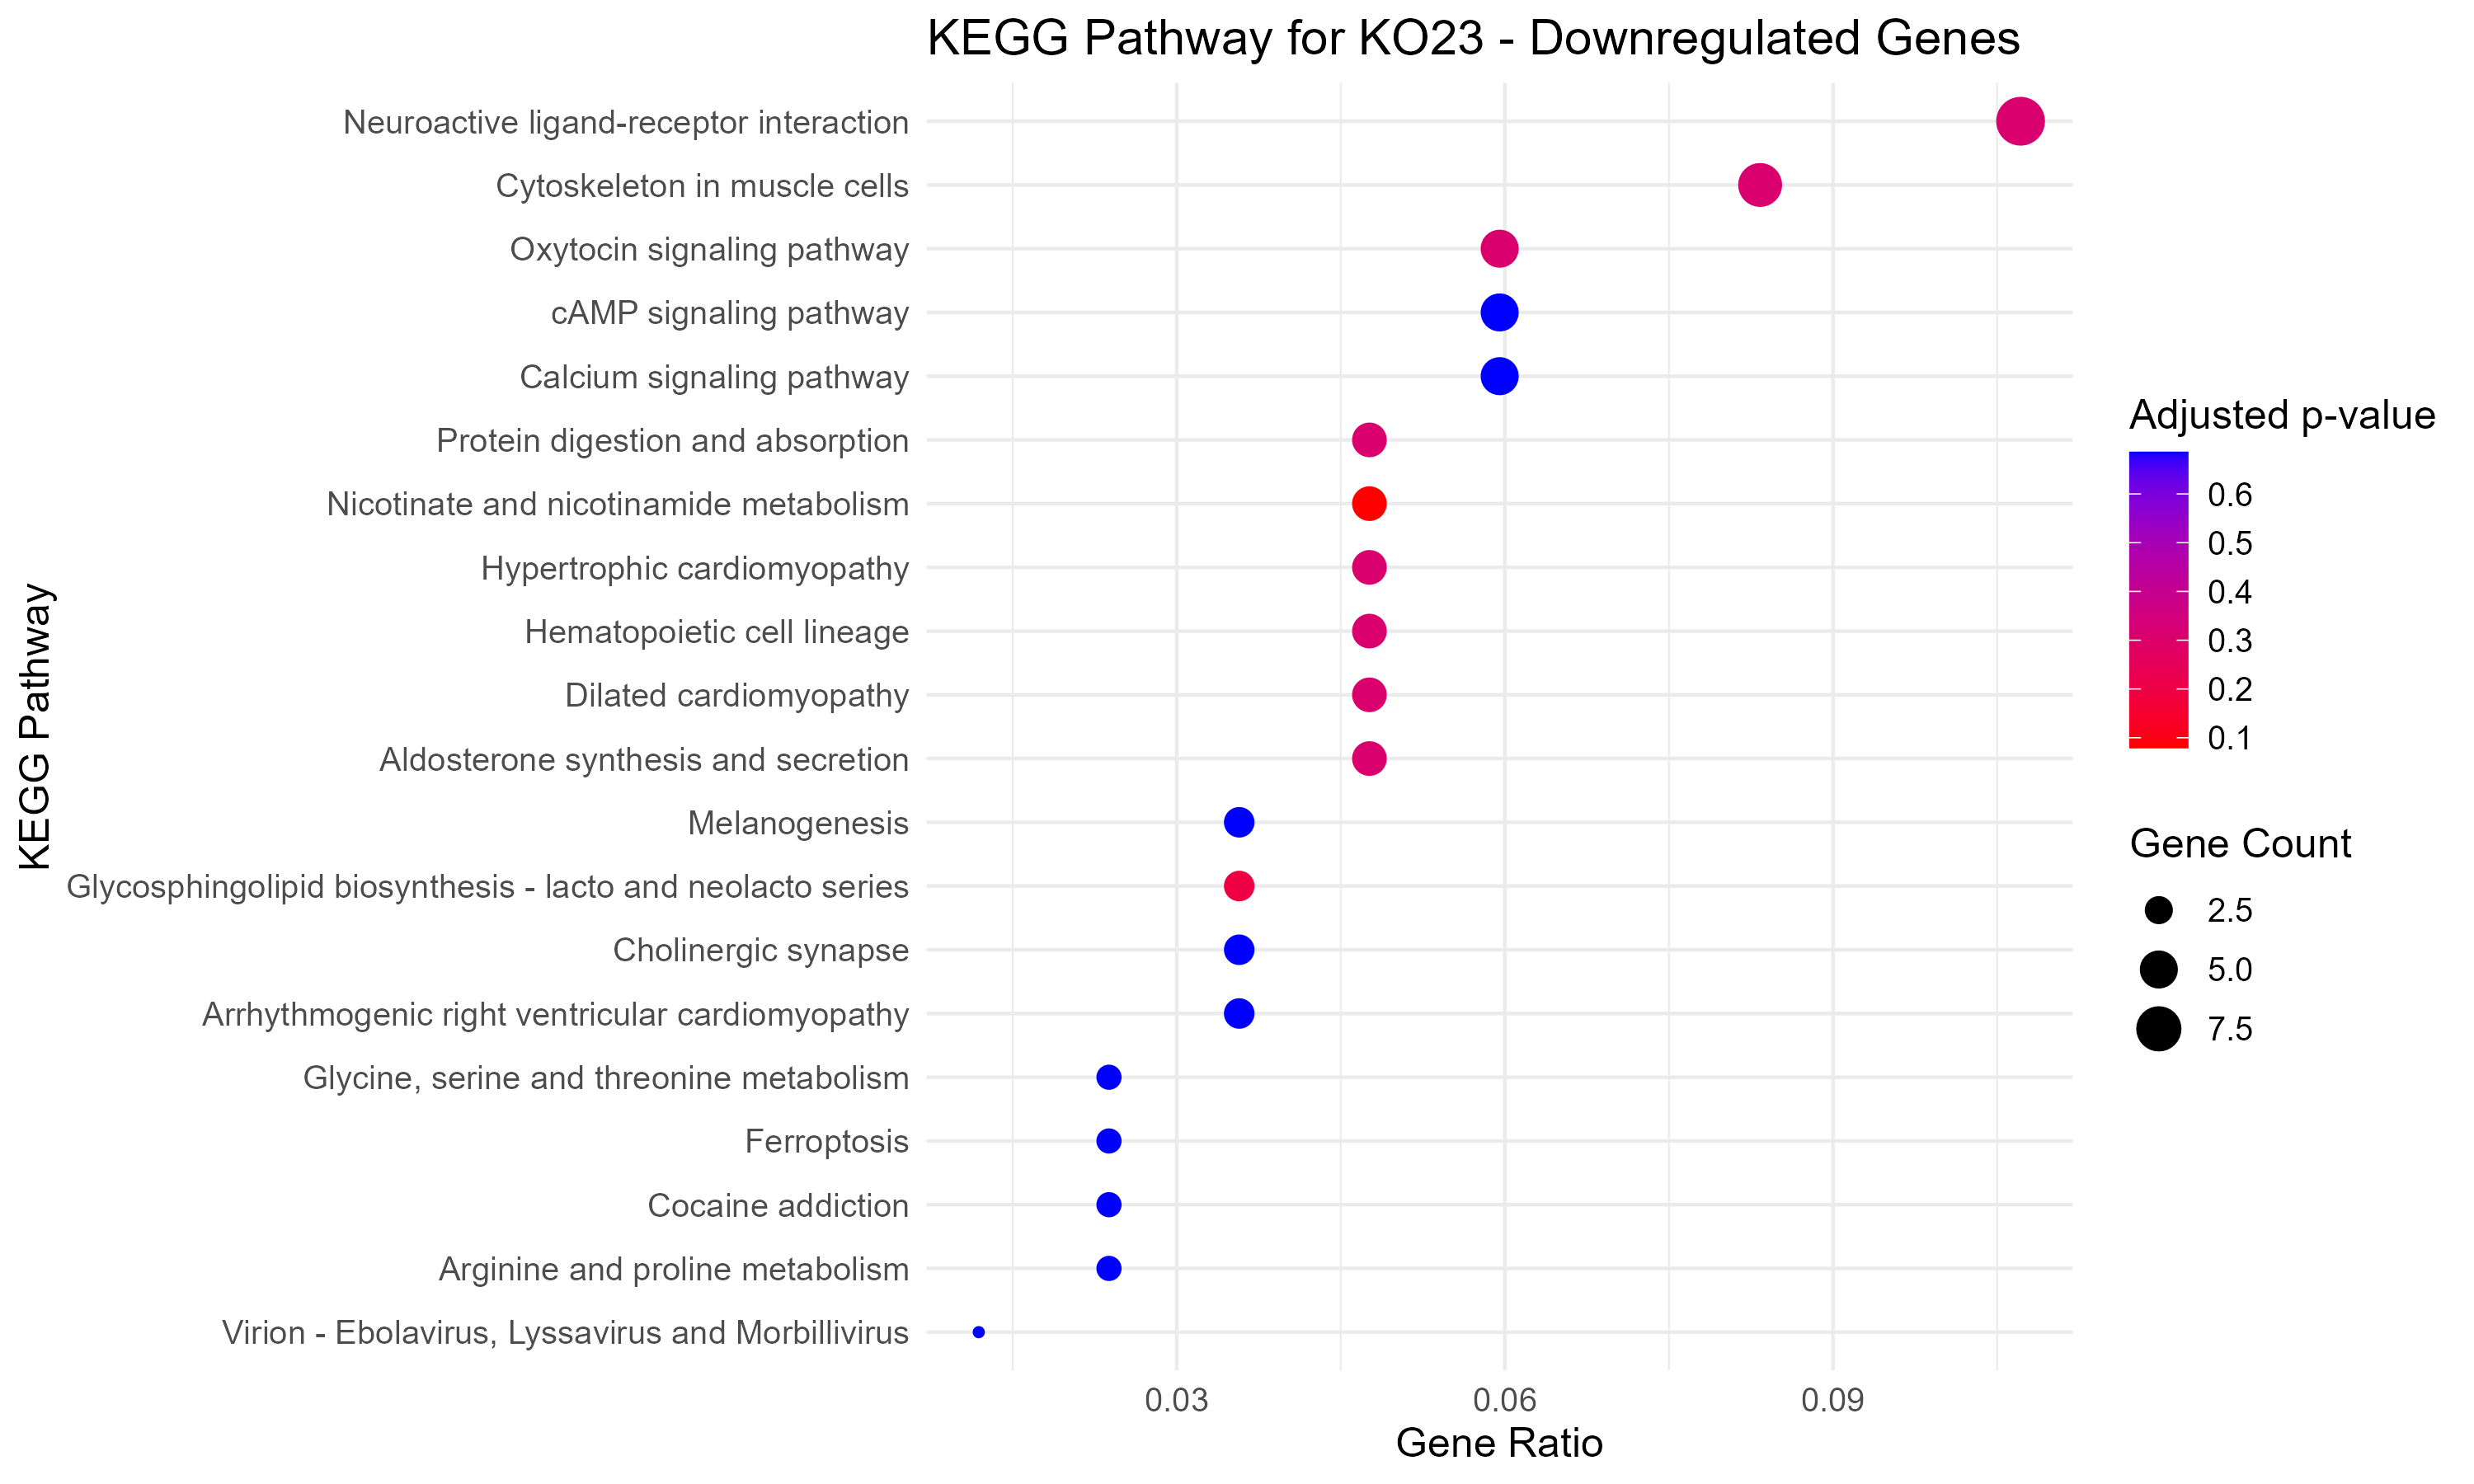 KEGG Pathway for KO23 - Downregulated Genes
Neuroactive ligand-receptor interaction
Cytoskeleton in muscle cells
Oxytocin signaling pathway
cAMP signaling pathway
Calcium signaling pathway
Protein digestion and absorption
Nicotinate and nicotinamide metabolism
Hypertrophic cardiomyopathy
Hematopoietic cell lineage
Dilated cardiomyopathy
Aldosterone synthesis and secretion
Melanogenesis
Glycosphingolipid biosynthesis - lacto and neolacto series
Cholinergic synapse
Arrhythmogenic right ventricular cardiomyopathy
Glycine, serine and threonine metabolism
Ferroptosis
Cocaine addiction
Arginine and proline metabolism
Virion - Ebolavirus, Lyssavirus and Morbillivirus
KEGG Pathway
0.03 0.06 0.09
Gene Ratio
Adjusted p-value
0.6
0.5
0.4
0.3
0.2
0.1
Gene Count
2.5
5.0
7.5